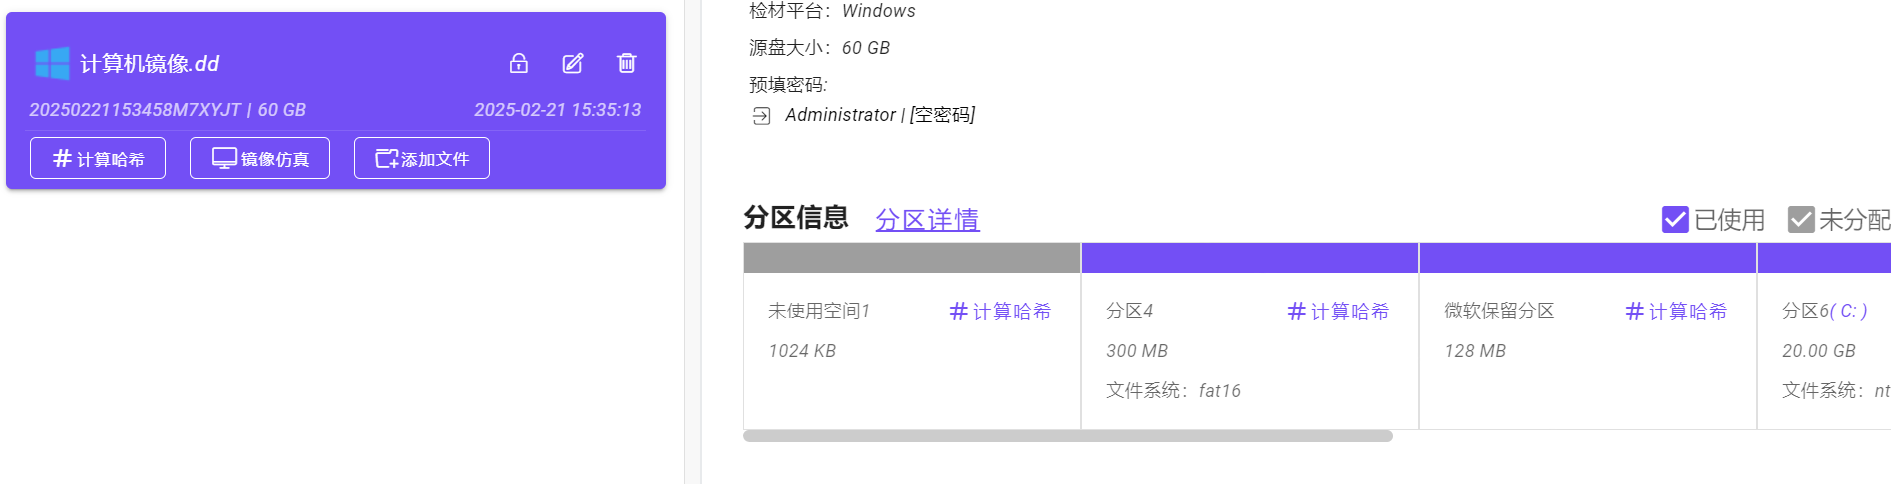 计算机镜像.dd
20250221153458M7XYJT | 60 GB
2025-02-21 15:35:13
计算哈希
镜像仿真
添加文件
检材平台：Windows
源盘大小：60 GB
预填密码:
Administrator | [空密码]
分区信息
分区详情
已使用
未分配
未使用空间1
计算哈希
1024 KB
分区4
计算哈希
300 MB
文件系统：fat16
微软保留分区
计算哈希
128 MB
分区6( C: )
20.00 GB
文件系统：nt